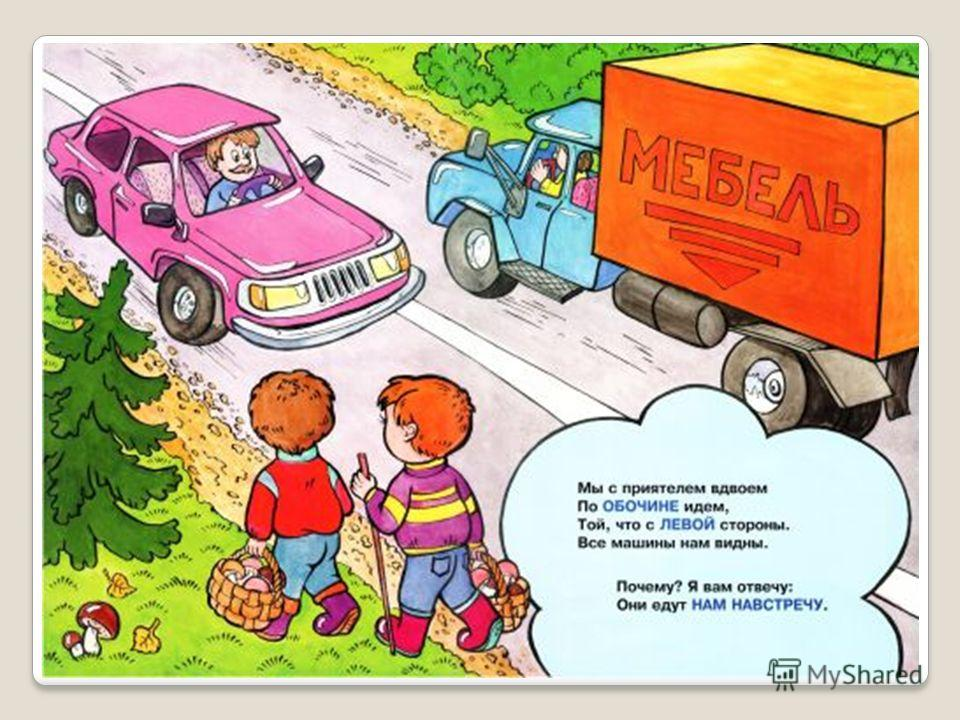 МЕБЕЛЬ
Мы с приятелем вдвоем
По ОБОЧИНЕ идем,
Той, что с ЛЕВОЙ стороны.
Все машины нам видны.
Почему? Я вам отвечу:
Они едут НАМ НАВСТРЕЧУ.
MyShared